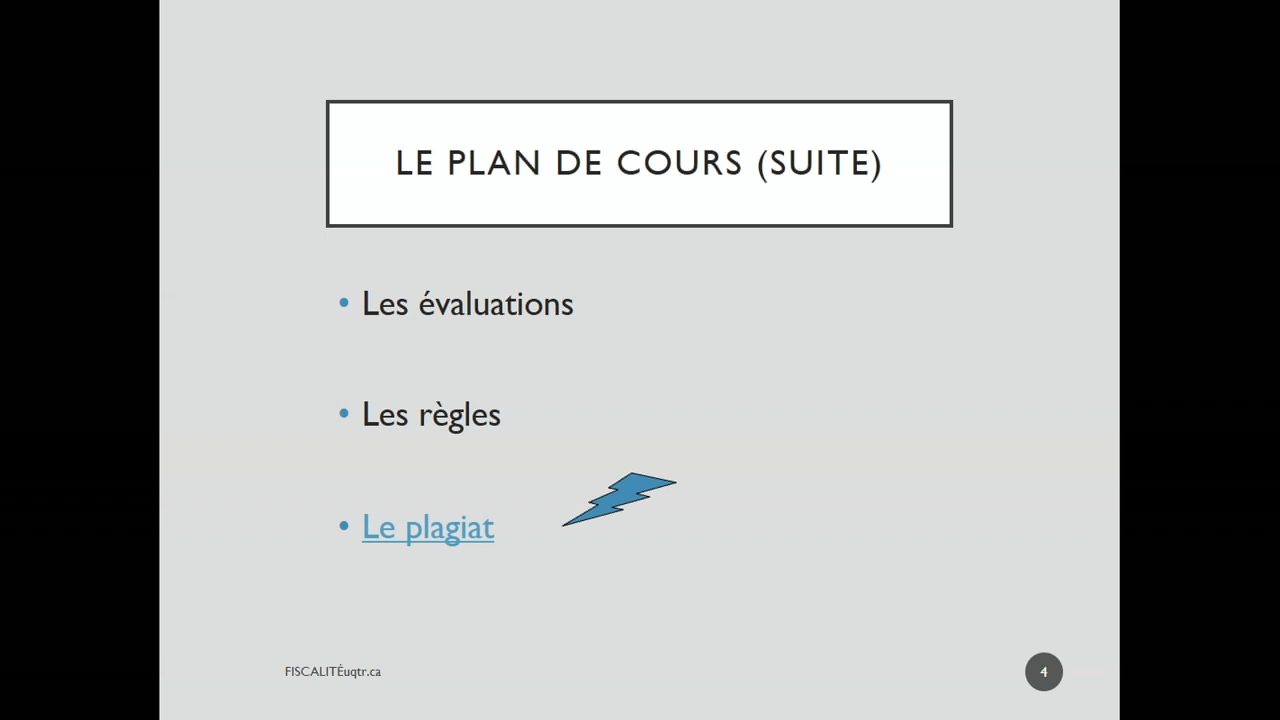 LE PLAN DE COURS (SUITE)
• Les évaluations
• Les règles
• Le plagiat
FISCALITÉuqtr.ca
4